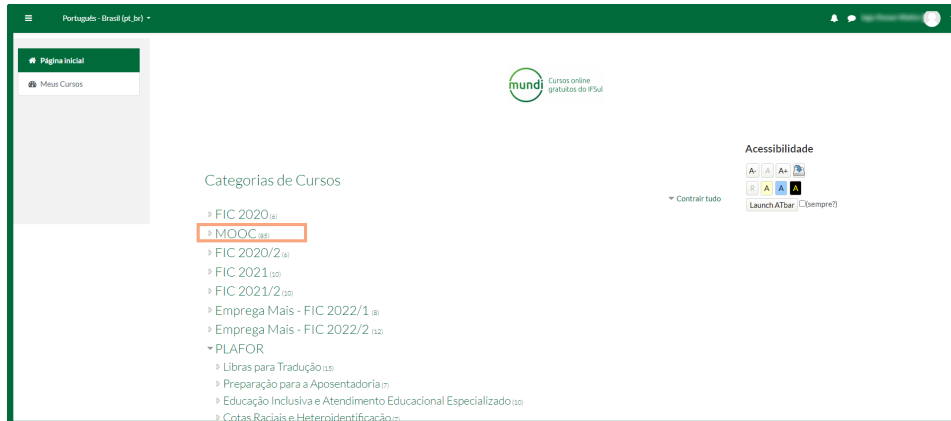 Português - Brasil (pt_br)
Página inicial
Meus Cursos
mundi
Cursos online
gratuitos do IFSul
Acessibilidade
A- A A+
R A A A
Launch ATbar (sempre?)
Categorias de Cursos
Contrair tudo
FIC 2020 (6)
MOOC (65)
FIC 2020/2 (6)
FIC 2021 (10)
FIC 2021/2 (10)
Emprega Mais - FIC 2022/1 (8)
Emprega Mais - FIC 2022/2 (12)
PLAFOR
Libras para Tradução (15)
Preparação para a Aposentadoria (7)
Educação Inclusiva e Atendimento Educacional Especializado (10)
Cotas Raciais e Heteroidentificação (7)